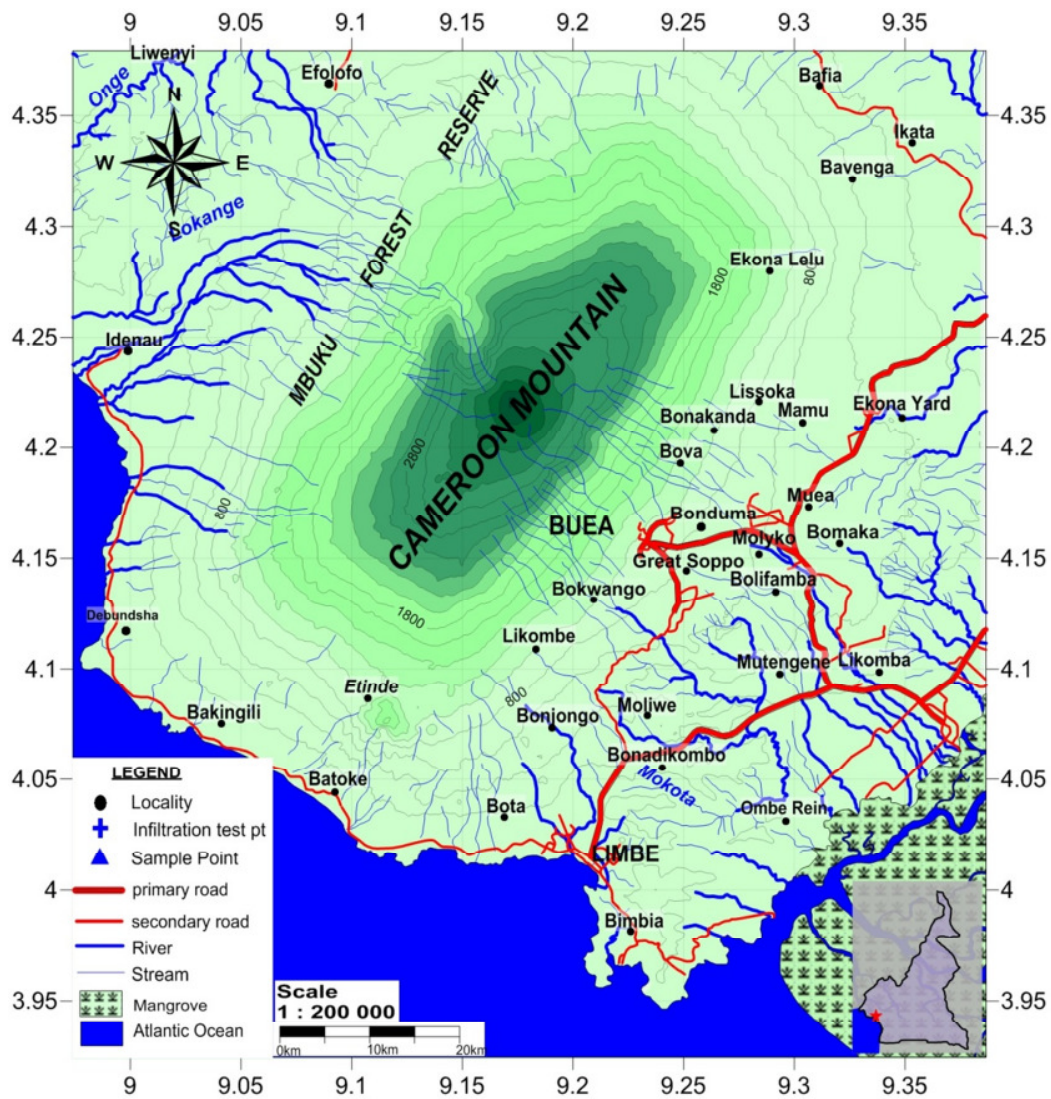 9 9.05 9.1 9.15 9.2 9.25 9.3 9.35
Liwenyi
Efolofo
Bafia
Onge
N
4.35
RESERVE
4.35
Ikata
W E
Bavenga
S
Lokange
4.3
FOREST
4.3
Ekona Lelu
1800
800
4.25
Idenau
MBUKU
CAMEROON MOUNTAIN
4.25
Lissoka
Mamu
Ekona Yard
Bonakanda
4.2
2800
Bova
4.2
800
Muea
BUEA
Bonduma
Molyko
Bomaka
4.15
Great Soppo
4.15
Bolifamba
Bokwango
1800
Debundsha
Likombe
4.1
Mutengene
Likomba
4.1
Etinde
800
Moliwe
Bakingili
Bonjongo
Bonadikombo
4.05
Batoke
Mokota
4.05
Bota
Ombe Rein
LIMBE
4
4
Bimbia
3.95
3.95
LEGEND
Locality
Infiltration test pt
Sample Point
primary road
secondary road
River
Stream
Mangrove
Atlantic Ocean
Scale
1 : 200 000
0km 10km 20km
9 9.05 9.1 9.15 9.2 9.25 9.3 9.35